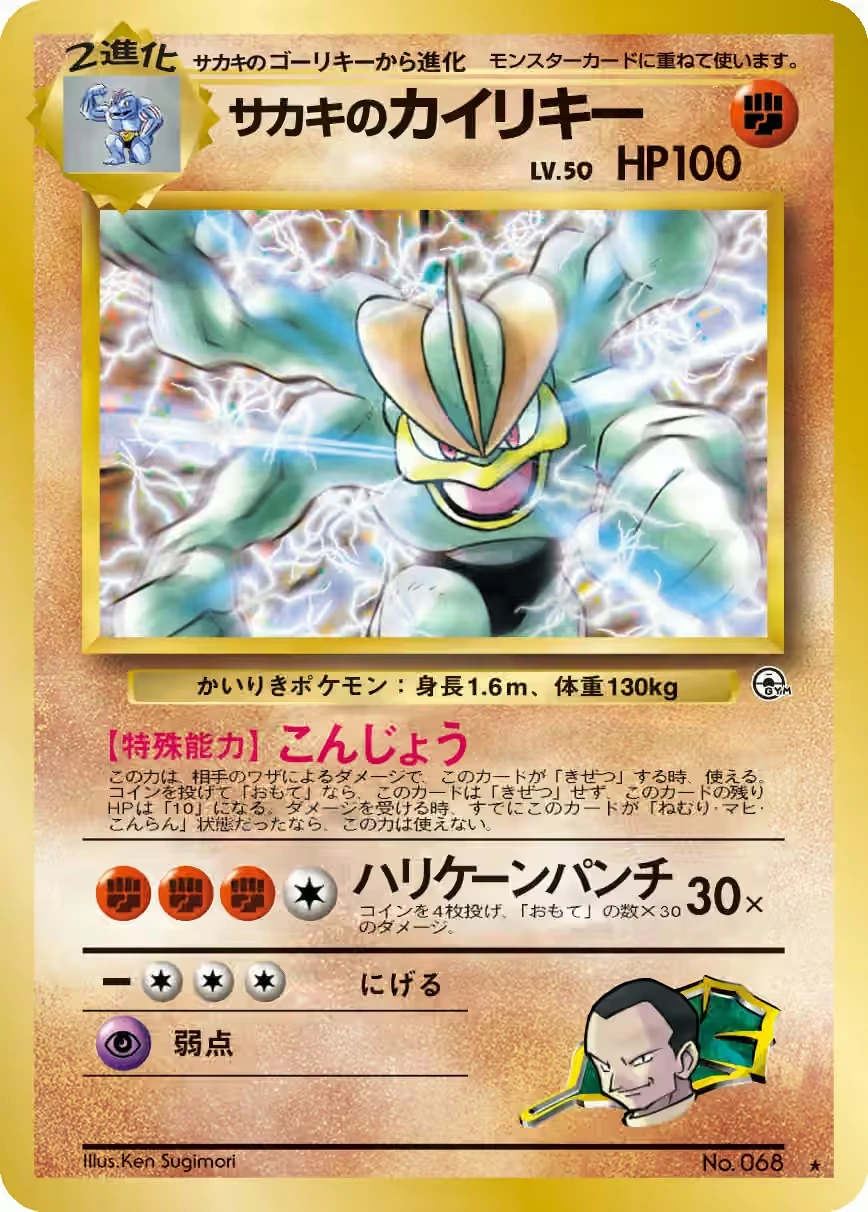 2進化 サカキのゴーリキーから進化 モンスターカードに重ねて使います。
サカキのカイリキー
LV.50 HP100
かいりきポケモン：身長1.6m、体重130kg
GYM
【特殊能力】こんじょう
この力は、相手のワザによるダメージで、このカードが「きぜつ」する時、使える。
コインを投げて「おもて」なら、このカードは「きぜつ」せず、このカードの残り
HPは「10」になる。ダメージを受ける時、すでにこのカードが「ねむり・マヒ・
こんらん」状態だったなら、この力は使えない。
ハリケーンパンチ 30×
コインを4枚投げ、「おもて」の数×30
のダメージ。
にげる
弱点
Illus.Ken Sugimori No.068 ★